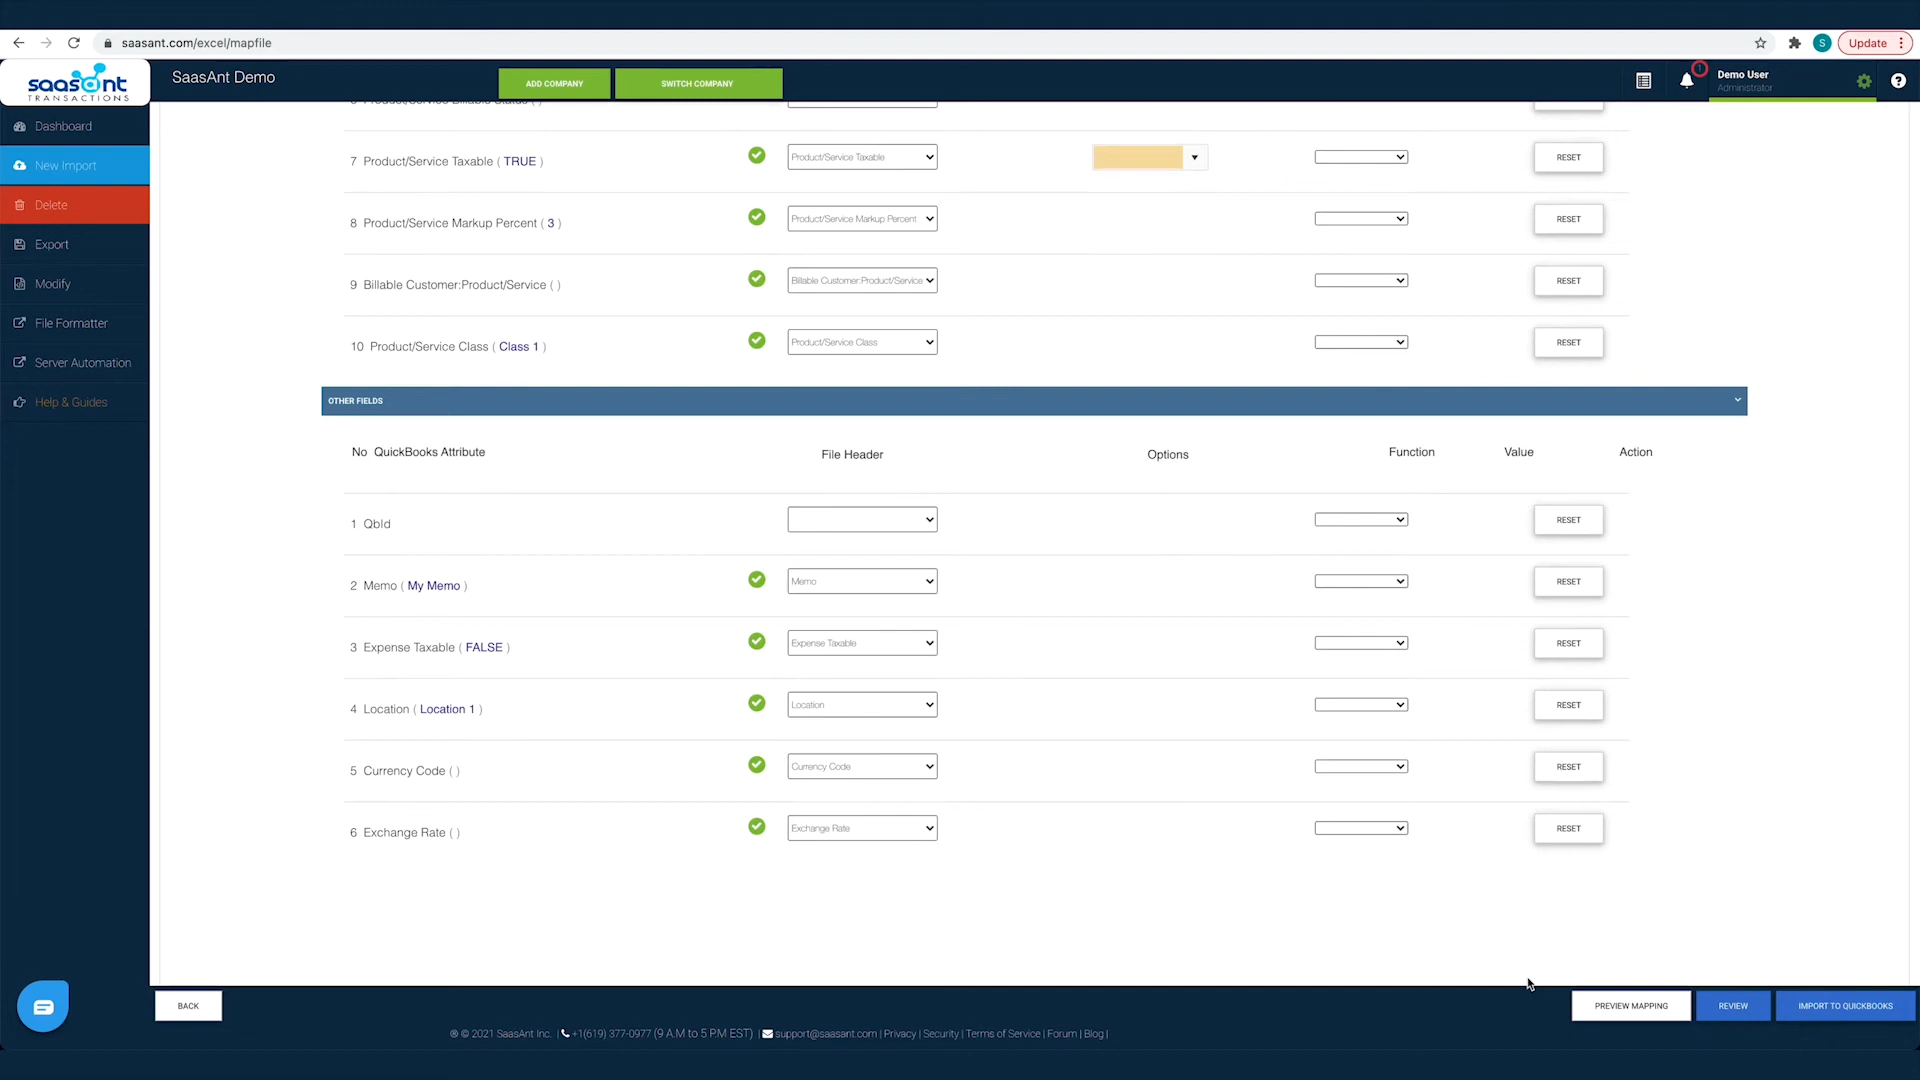 saasant.com/excel/mapfile
S
Update
saasant
TRANSACTIONS
SaasAnt Demo
ADD COMPANY
SWITCH COMPANY
1
Demo User
Administrator
Dashboard
New Import
Delete
Export
Modify
File Formatter
Server Automation
Help & Guides
7 Product/Service Taxable ( TRUE ) Product/Service Taxable RESET
8 Product/Service Markup Percent ( 3 ) Product/Service Markup Percent RESET
9 Billable Customer:Product/Service ( ) Billable Customer:Product/Service RESET
10 Product/Service Class ( Class 1 ) Product/Service Class RESET
OTHER FIELDS
No QuickBooks Attribute File Header Options Function Value Action
1 QbId RESET
2 Memo ( My Memo ) Memo RESET
3 Expense Taxable ( FALSE ) Expense Taxable RESET
4 Location ( Location 1 ) Location RESET
5 Currency Code ( ) Currency Code RESET
6 Exchange Rate ( ) Exchange Rate RESET
BACK
PREVIEW MAPPING
REVIEW
IMPORT TO QUICKBOOKS
® © 2021 SaasAnt Inc. | +1(619) 377-0977 (9 A.M to 5 P.M EST) | support@saasant.com | Privacy | Security | Terms of Service | Forum | Blog |